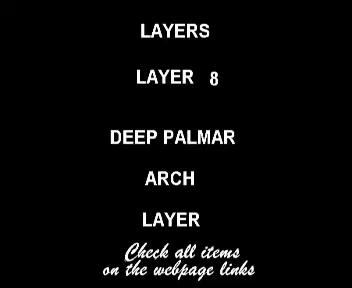 LAYERS
LAYER 8
DEEP PALMAR
ARCH
LAYER
Check all items
on the webpage links